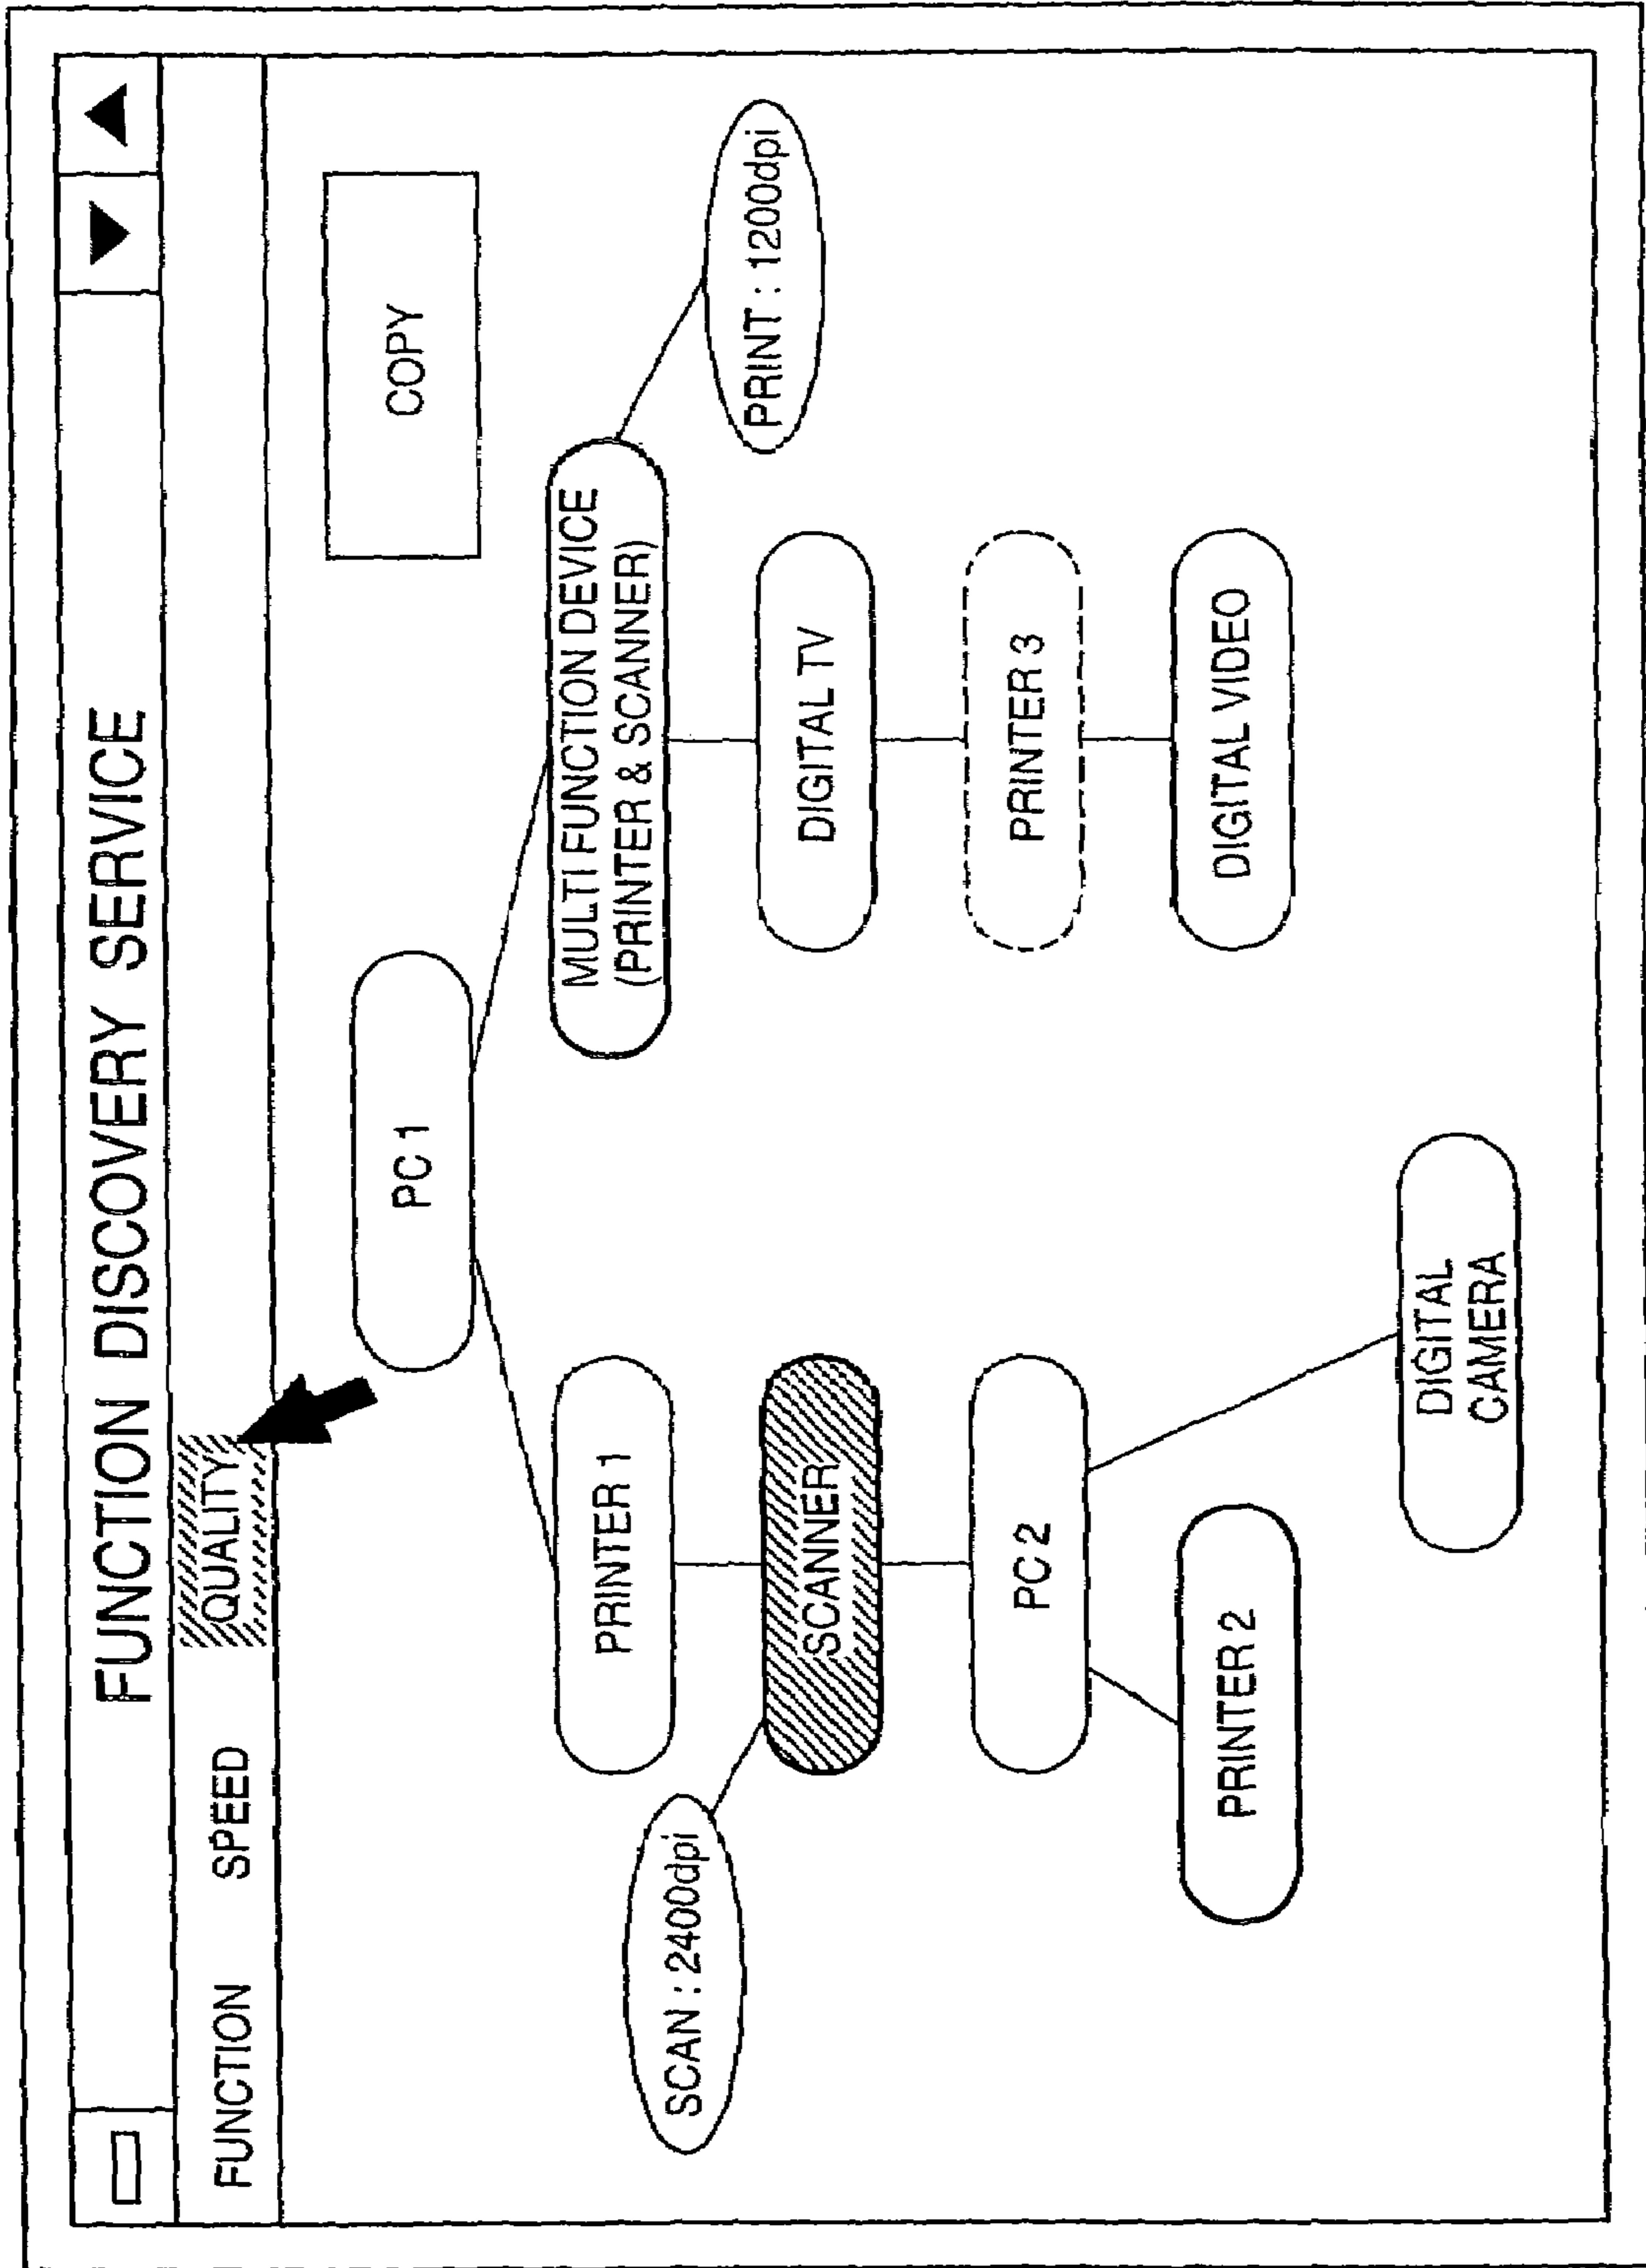 FUNCTION DISCOVERY SERVICE
FUNCTION SPEED QUALITY
COPY
PC 1
PRINTER 1
MULTI FUNCTION DEVICE
(PRINTER & SCANNER)
SCAN : 2400dpi
PRINT : 1200dpi
SCANNER
DIGITAL TV
PC 2
PRINTER 3
PRINTER 2
DIGITAL VIDEO
DIGITAL
CAMERA